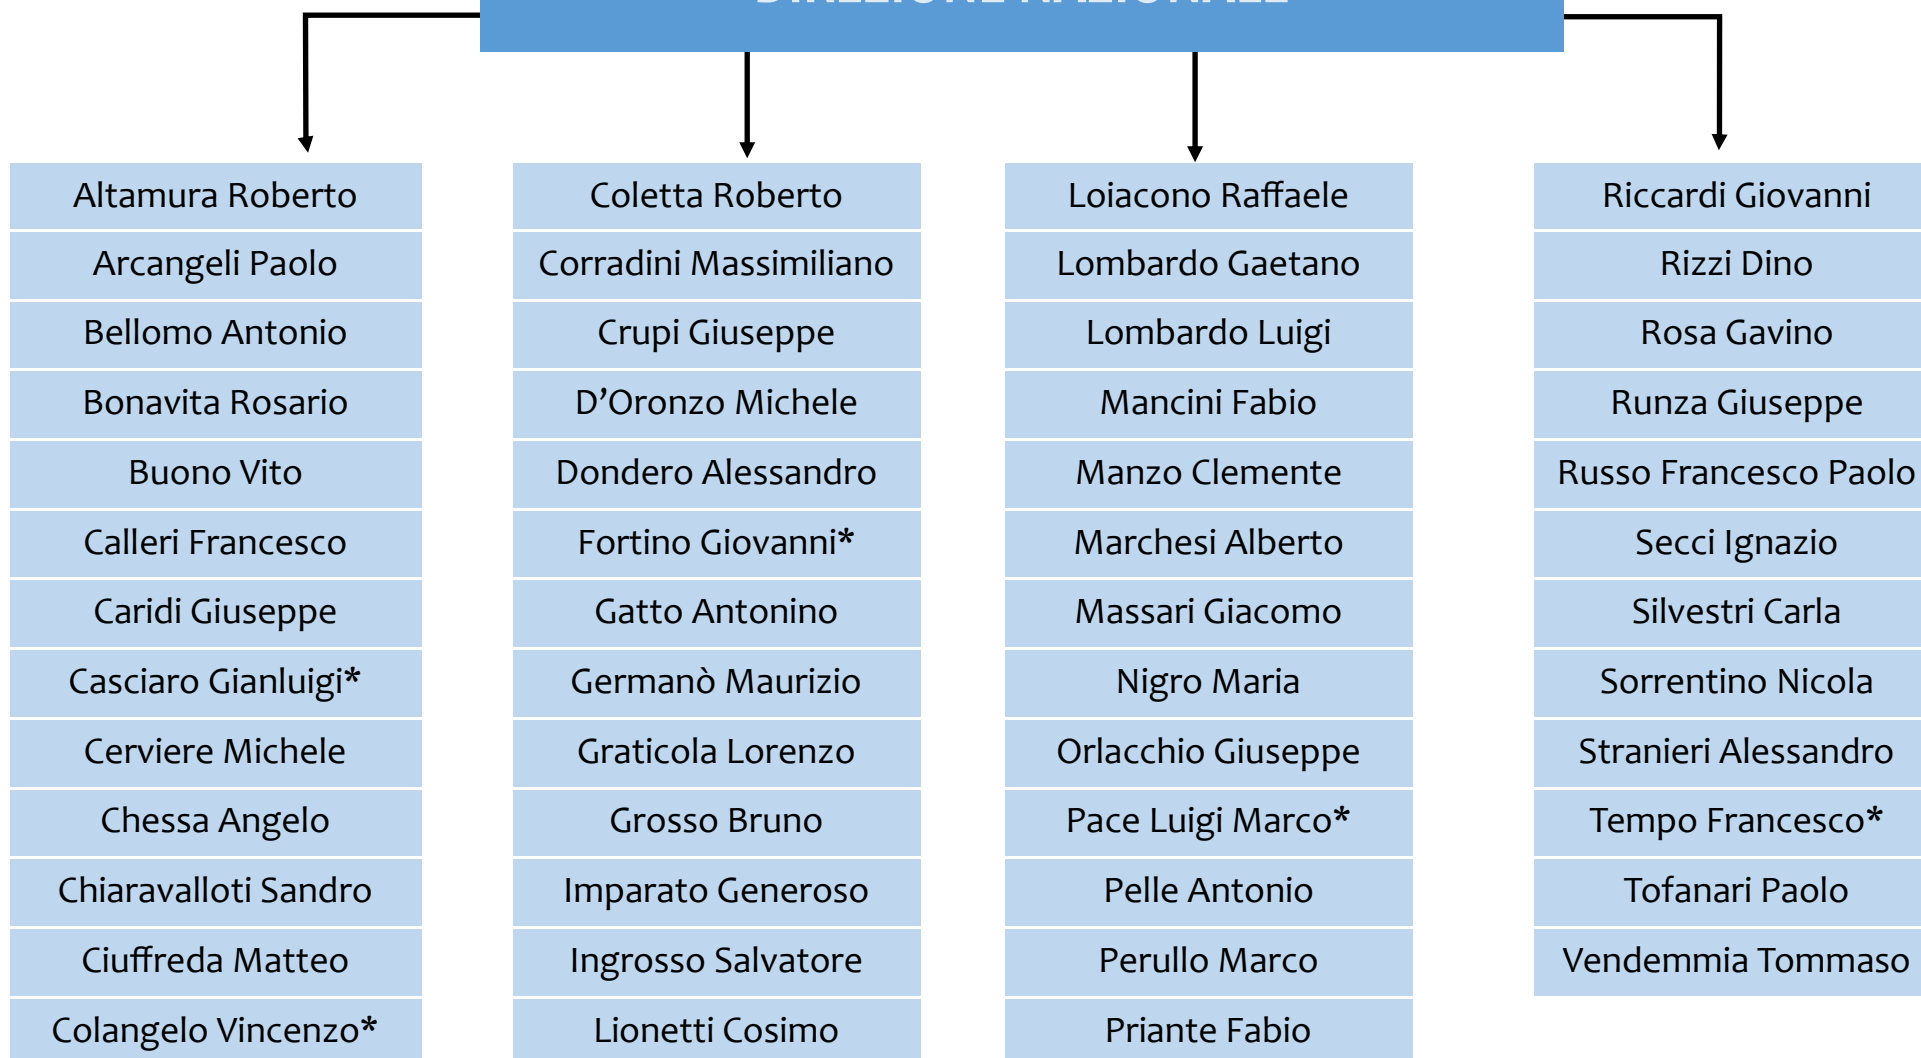 DIREZIONE NAZIONALE
Altamura Roberto
Arcangeli Paolo
Bellomo Antonio
Bonavita Rosario
Buono Vito
Calleri Francesco
Caridi Giuseppe
Casciaro Gianluigi*
Cerviere Michele
Chessa Angelo
Chiaravalloti Sandro
Ciuffreda Matteo
Colangelo Vincenzo*
Coletta Roberto
Corradini Massimiliano
Crupi Giuseppe
D’Oronzo Michele
Dondero Alessandro
Fortino Giovanni*
Gatto Antonino
Germanò Maurizio
Graticola Lorenzo
Grosso Bruno
Imparato Generoso
Ingrosso Salvatore
Lionetti Cosimo
Loiacono Raffaele
Lombardo Gaetano
Lombardo Luigi
Mancini Fabio
Manzo Clemente
Marchesi Alberto
Massari Giacomo
Nigro Maria
Orlacchio Giuseppe
Pace Luigi Marco*
Pelle Antonio
Perullo Marco
Priante Fabio
Riccardi Giovanni
Rizzi Dino
Rosa Gavino
Runza Giuseppe
Russo Francesco Paolo
Secci Ignazio
Silvestri Carla
Sorrentino Nicola
Stranieri Alessandro
Tempo Francesco*
Tofanari Paolo
Vendemmia Tommaso